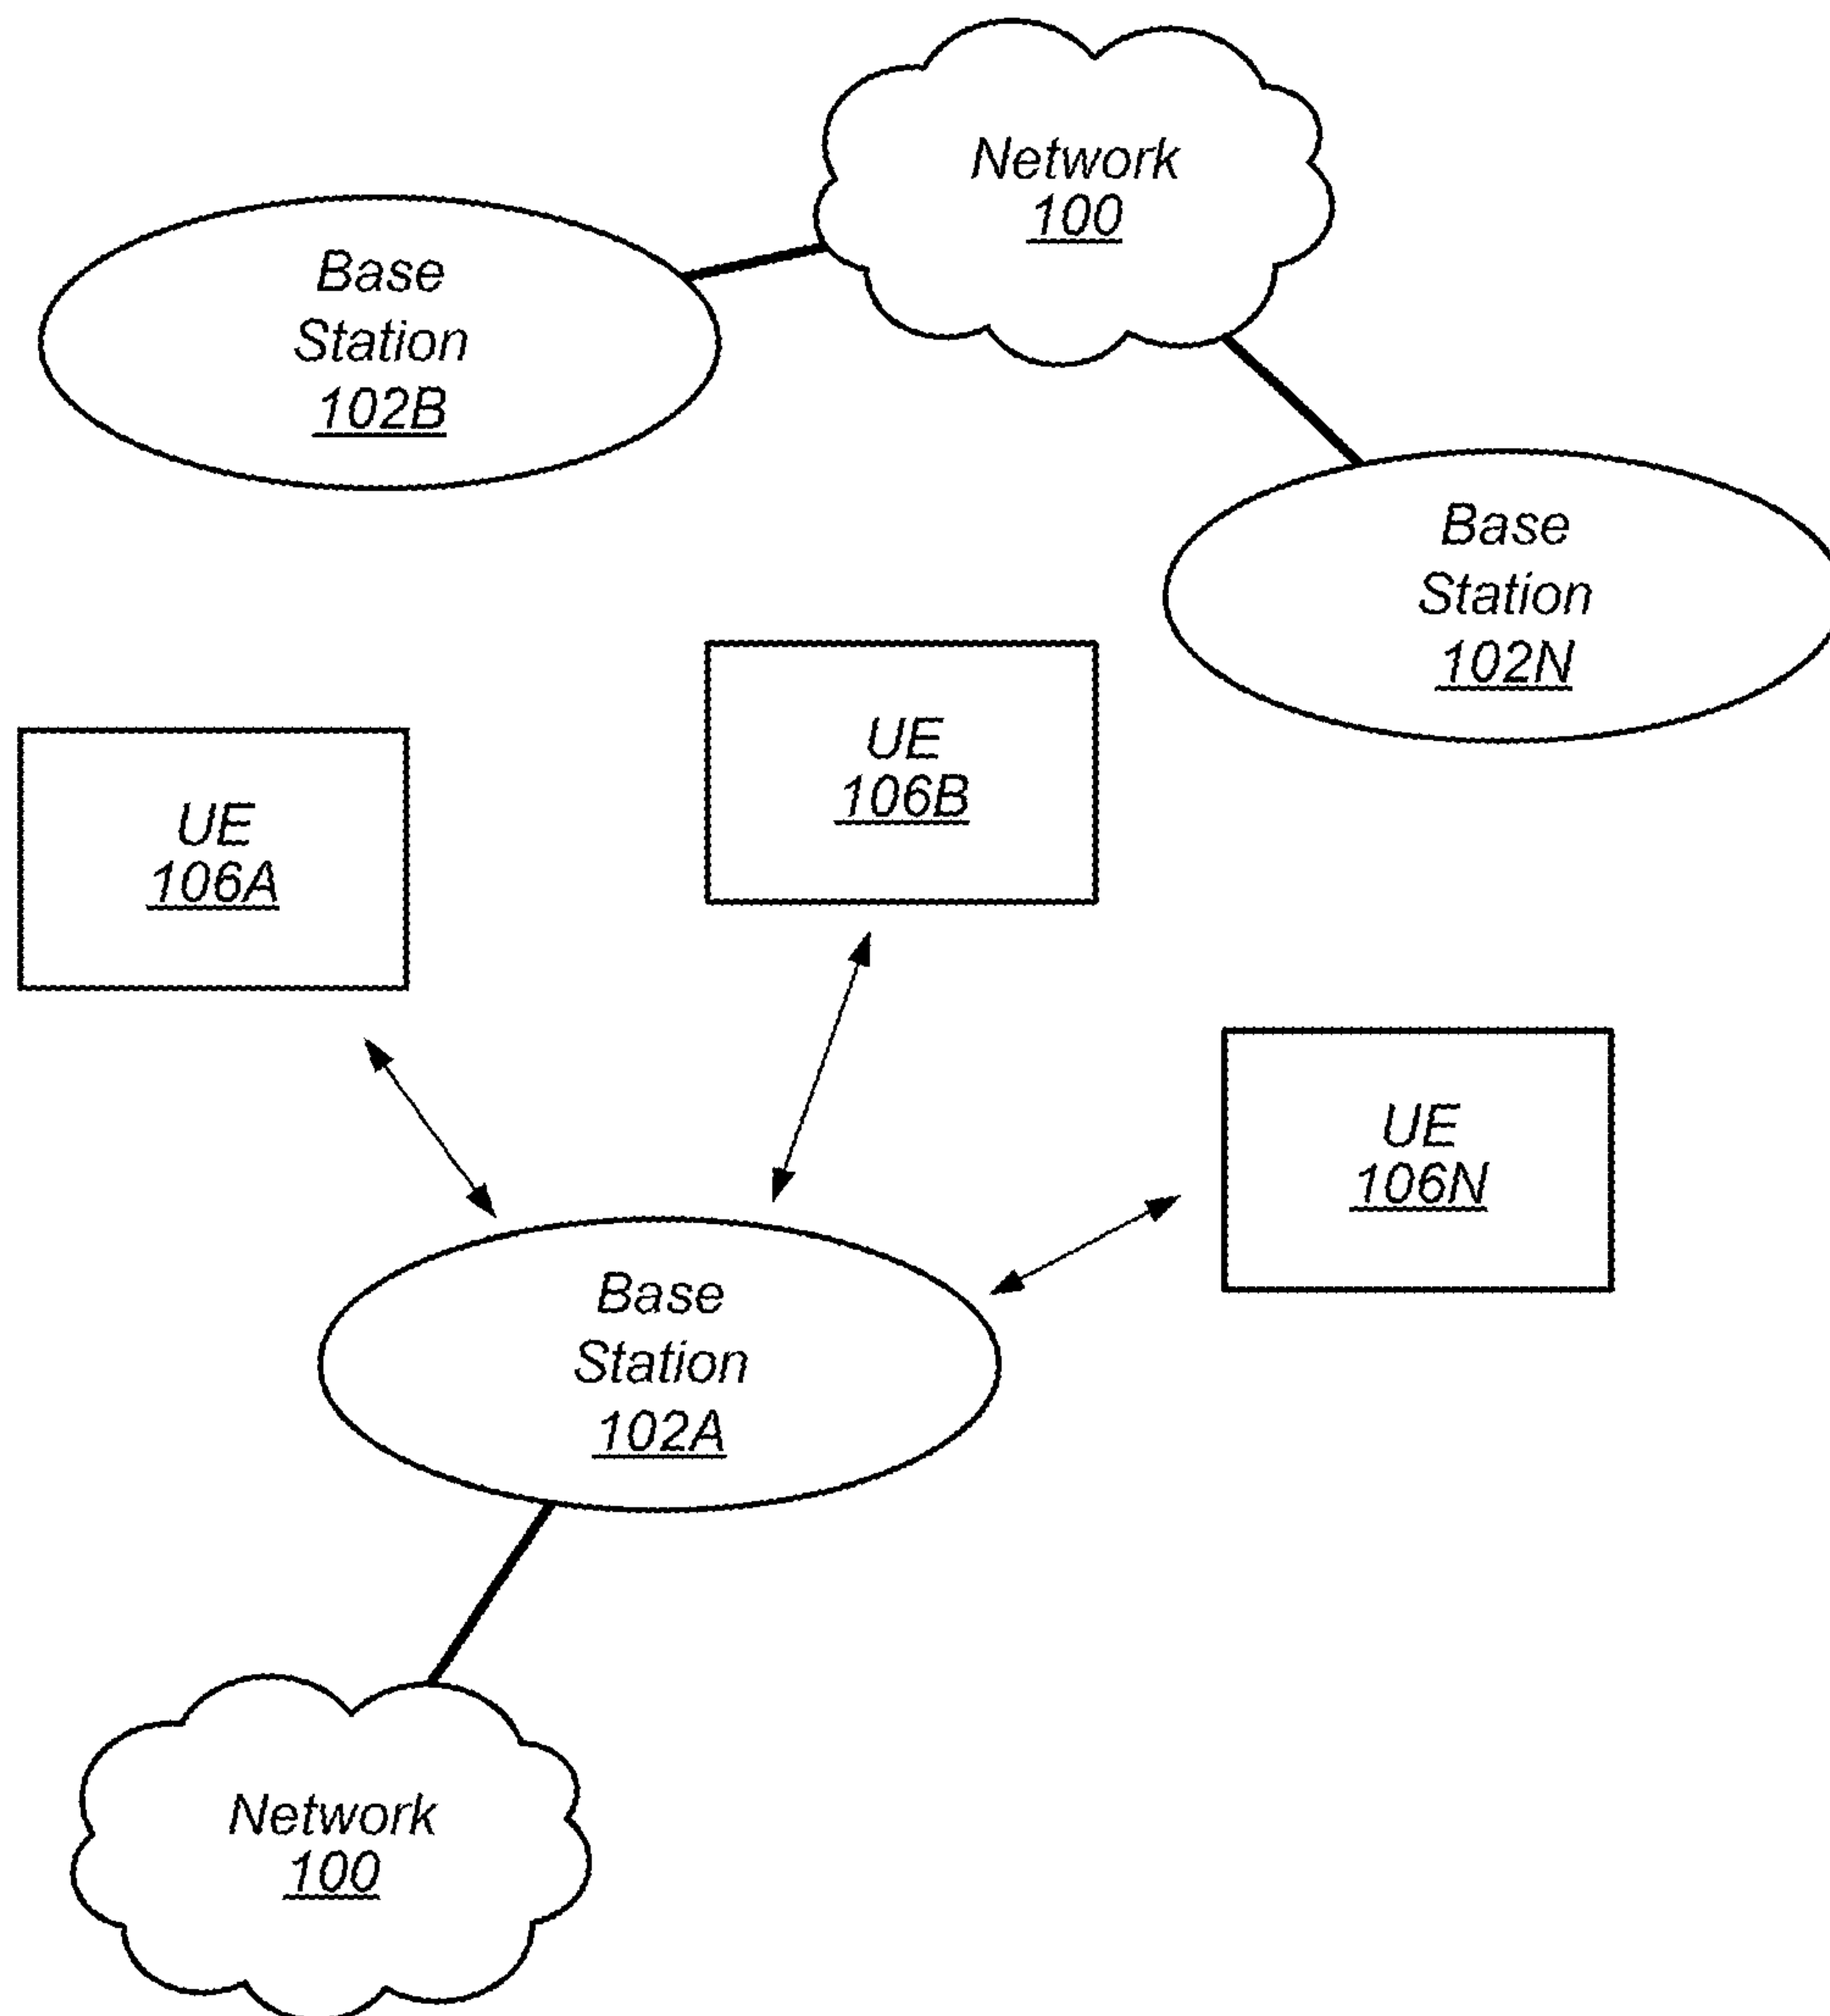 Network
100
Base
Station
102B
Base
Station
102N
UE
106B
UE
106A
UE
106N
Base
Station
102A
Network
100